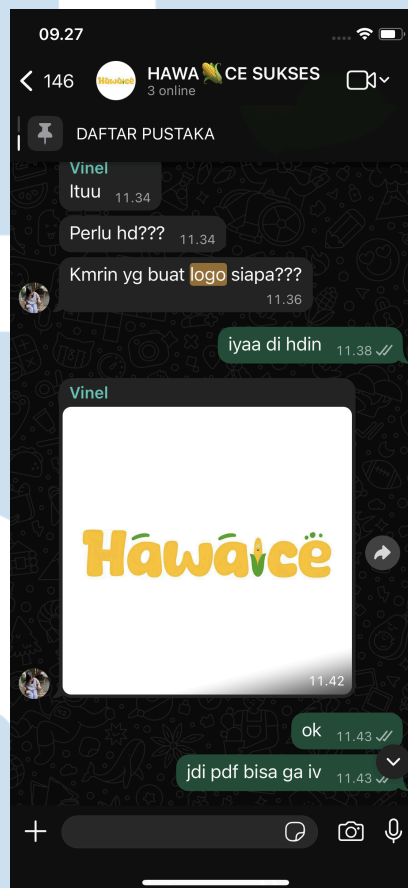 09.27
146
HAWA🌽CE SUKSES
3 online
DAFTAR PUSTAKA
Vinel
Ituu 11.34
Perlu hd??? 11.34
Kmrin yg buat logo siapa???
11.36
iyaa di hdin 11.38
Vinel
Hawaice
11.42
ok 11.43
jdi pdf bisa ga iv 11.43